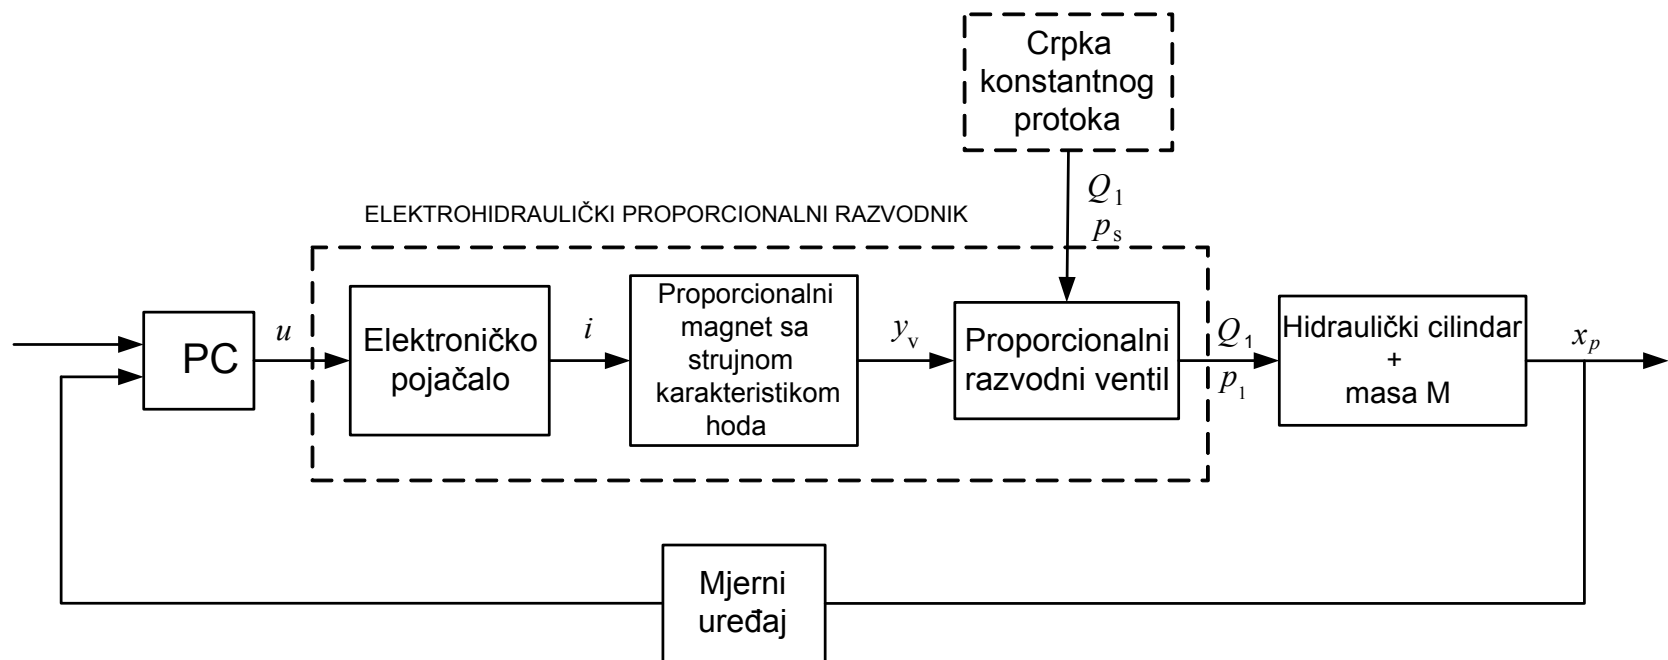 Crpka
konstantnog
protoka
Q1
ps
ELEKTROHIDRAULIČKI PROPORCIONALNI RAZVODNIK
PC
u
Elektroničko
pojačalo
i
Proporcionalni
magnet sa
strujnom
karakteristikom
hoda
yv
Proporcionalni
razvodni ventil
Q1
p1
Hidraulički cilindar
+
masa M
xp
Mjerni
uređaj